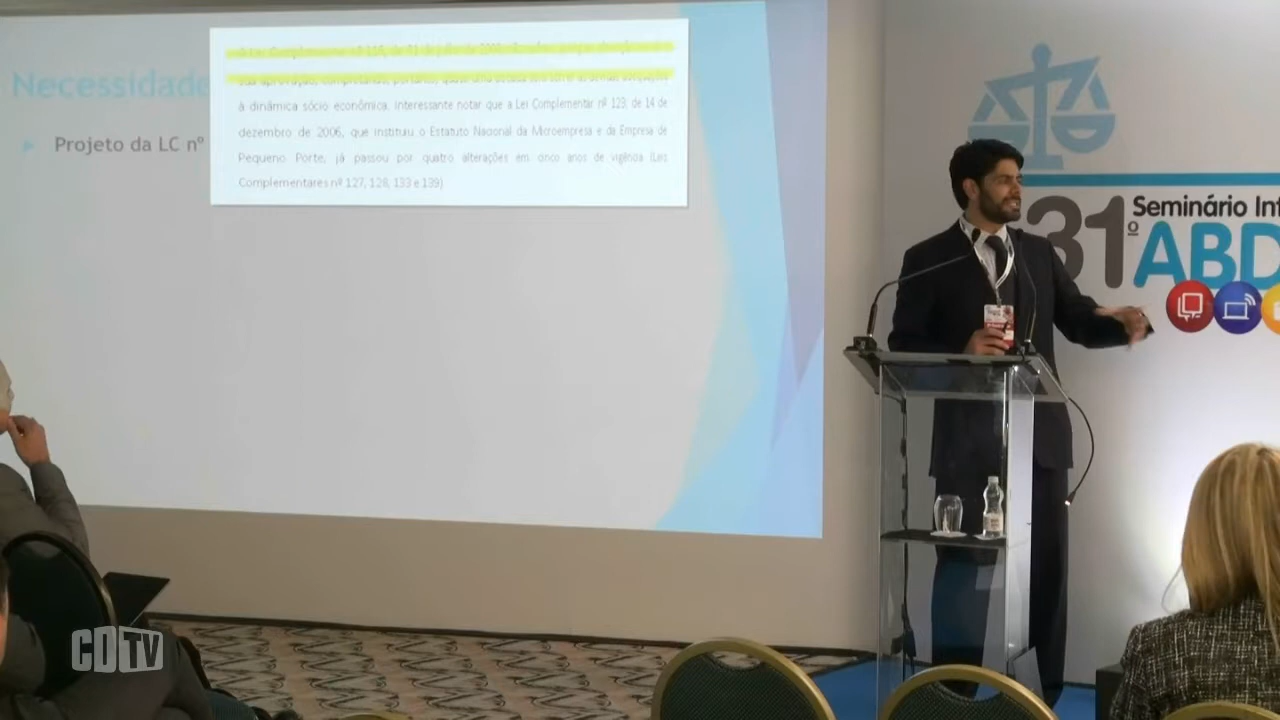 Necessidade
Projeto da LC nº
à dinâmica sócio econômica. Interessante notar que a Lei Complementar nº 123, de 14 de
dezembro de 2006, que instituiu o Estatuto Nacional da Microempresa e da Empresa de
Pequeno Porte, já passou por quatro alterações em cinco anos de vigência (Leis
Complementares nº 127, 128, 133 e 139)
31º
Seminário Int
ABD
CDTV